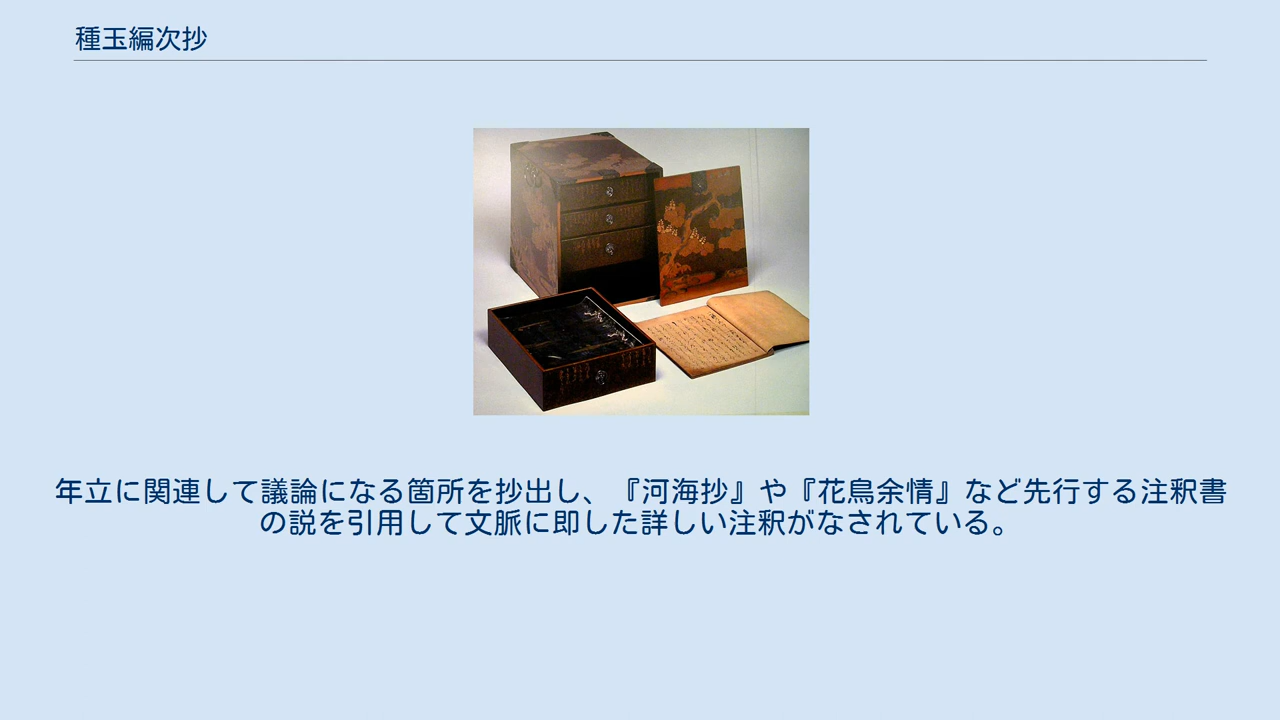 種玉編次抄
年立に関連して議論になる箇所を抄出し、『河海抄』や『花鳥余情』など先行する注釈書
の説を引用して文脈に即した詳しい注釈がなされている。